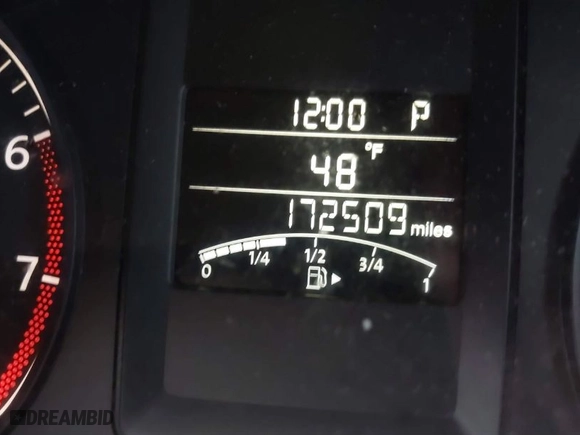 12:00 P
6
48 °F
172509 miles
0 1/4 1/2 3/4 1
7
DREAMBID